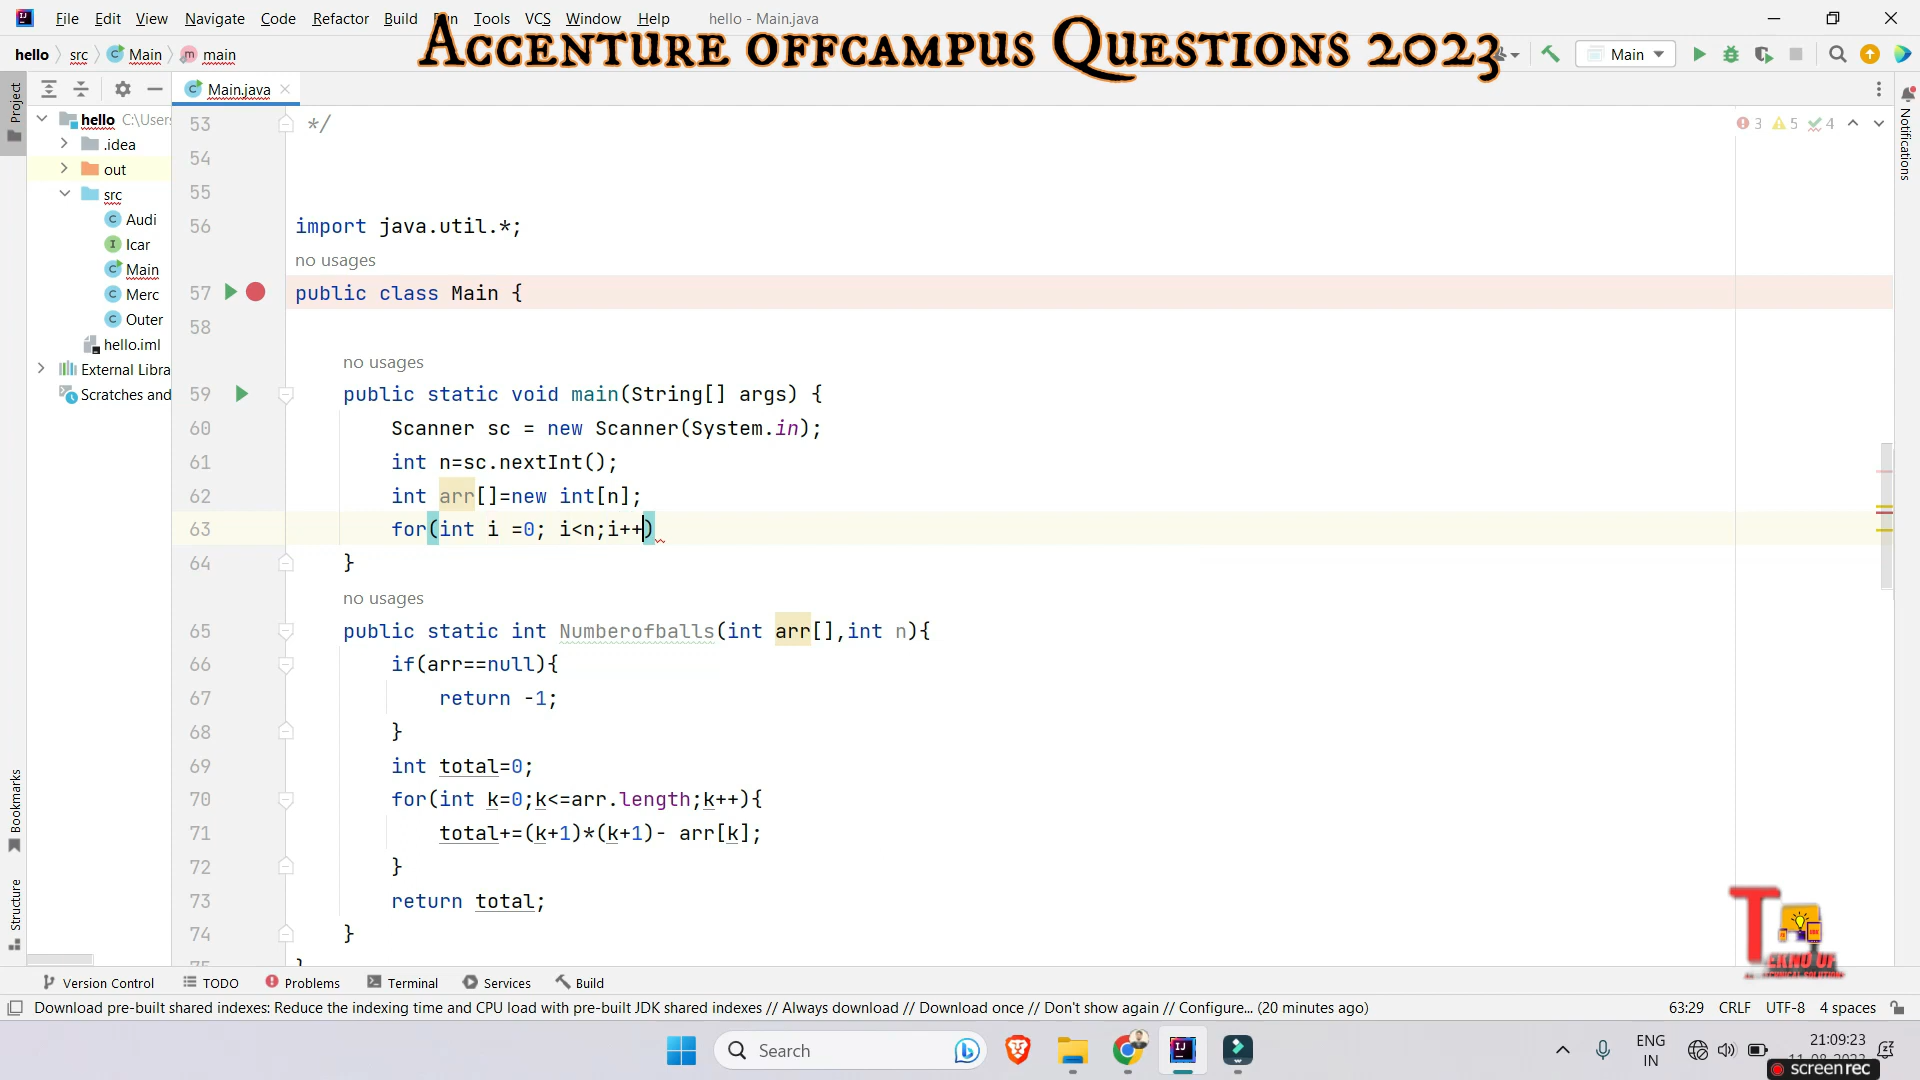 File Edit View Navigate Code Refactor Build Run Tools VCS Window Help hello - Main.java
Accenture offcampus Questions 2023
hello src Main main
Main
Project
Main.java
Notifications
hello C:\Users
.idea
out
src
Audi
Icar
Main
Merc
Outer
hello.iml
External Libra
Scratches and
3 5 4
53 */
54
55
56 import java.util.*;
no usages
57 public class Main {
58
no usages
59 public static void main(String[] args) {
60 Scanner sc = new Scanner(System.in);
61 int n=sc.nextInt();
62 int arr[]=new int[n];
63 for(int i =0; i<n;i++)
64 }
no usages
65 public static int Numberofballs(int arr[],int n){
66 if(arr==null){
67 return -1;
68 }
69 int total=0;
70 for(int k=0;k<=arr.length;k++){
71 total+=(k+1)*(k+1)- arr[k];
72 }
73 return total;
74 }
75 }
Bookmarks
Structure
Version Control TODO Problems Terminal Services Build
Download pre-built shared indexes: Reduce the indexing time and CPU load with pre-built JDK shared indexes // Always download // Download once // Don't show again // Configure... (20 minutes ago)
63:29 CRLF UTF-8 4 spaces
Search
ENG
IN
21:09:23
11-08-2023
screenrec